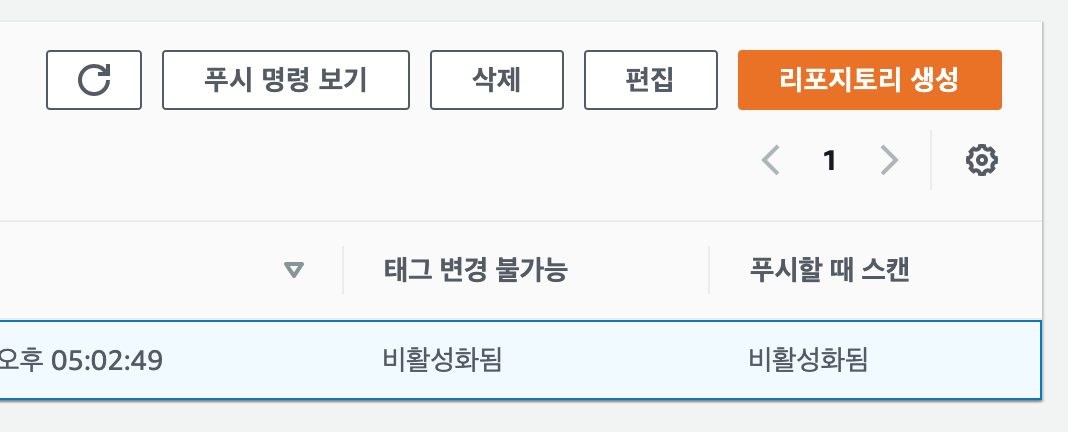 푸시 명령 보기 삭제 편집 리포지토리 생성
1
태그 변경 불가능 푸시할 때 스캔
오후 05:02:49 비활성화됨 비활성화됨